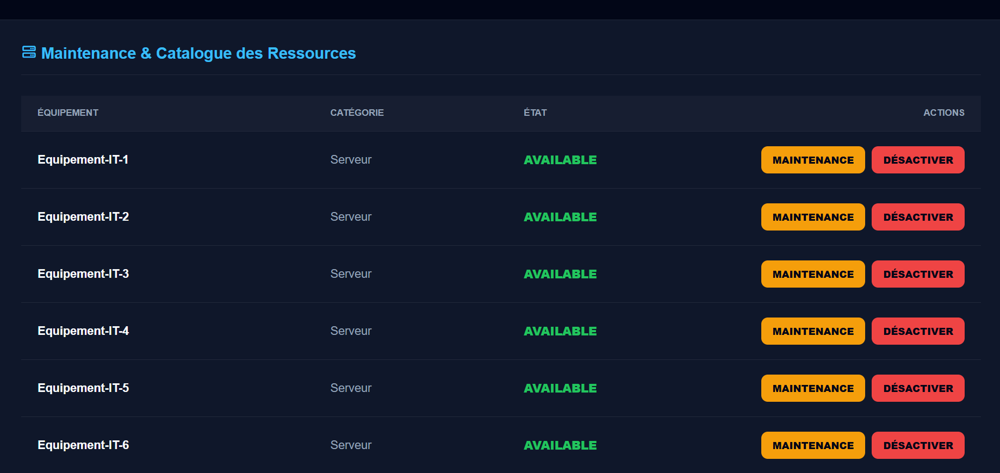 Maintenance & Catalogue des Ressources
ÉQUIPEMENT CATÉGORIE ÉTAT ACTIONS
Equipement-IT-1 Serveur AVAILABLE MAINTENANCE DÉSACTIVER
Equipement-IT-2 Serveur AVAILABLE MAINTENANCE DÉSACTIVER
Equipement-IT-3 Serveur AVAILABLE MAINTENANCE DÉSACTIVER
Equipement-IT-4 Serveur AVAILABLE MAINTENANCE DÉSACTIVER
Equipement-IT-5 Serveur AVAILABLE MAINTENANCE DÉSACTIVER
Equipement-IT-6 Serveur AVAILABLE MAINTENANCE DÉSACTIVER